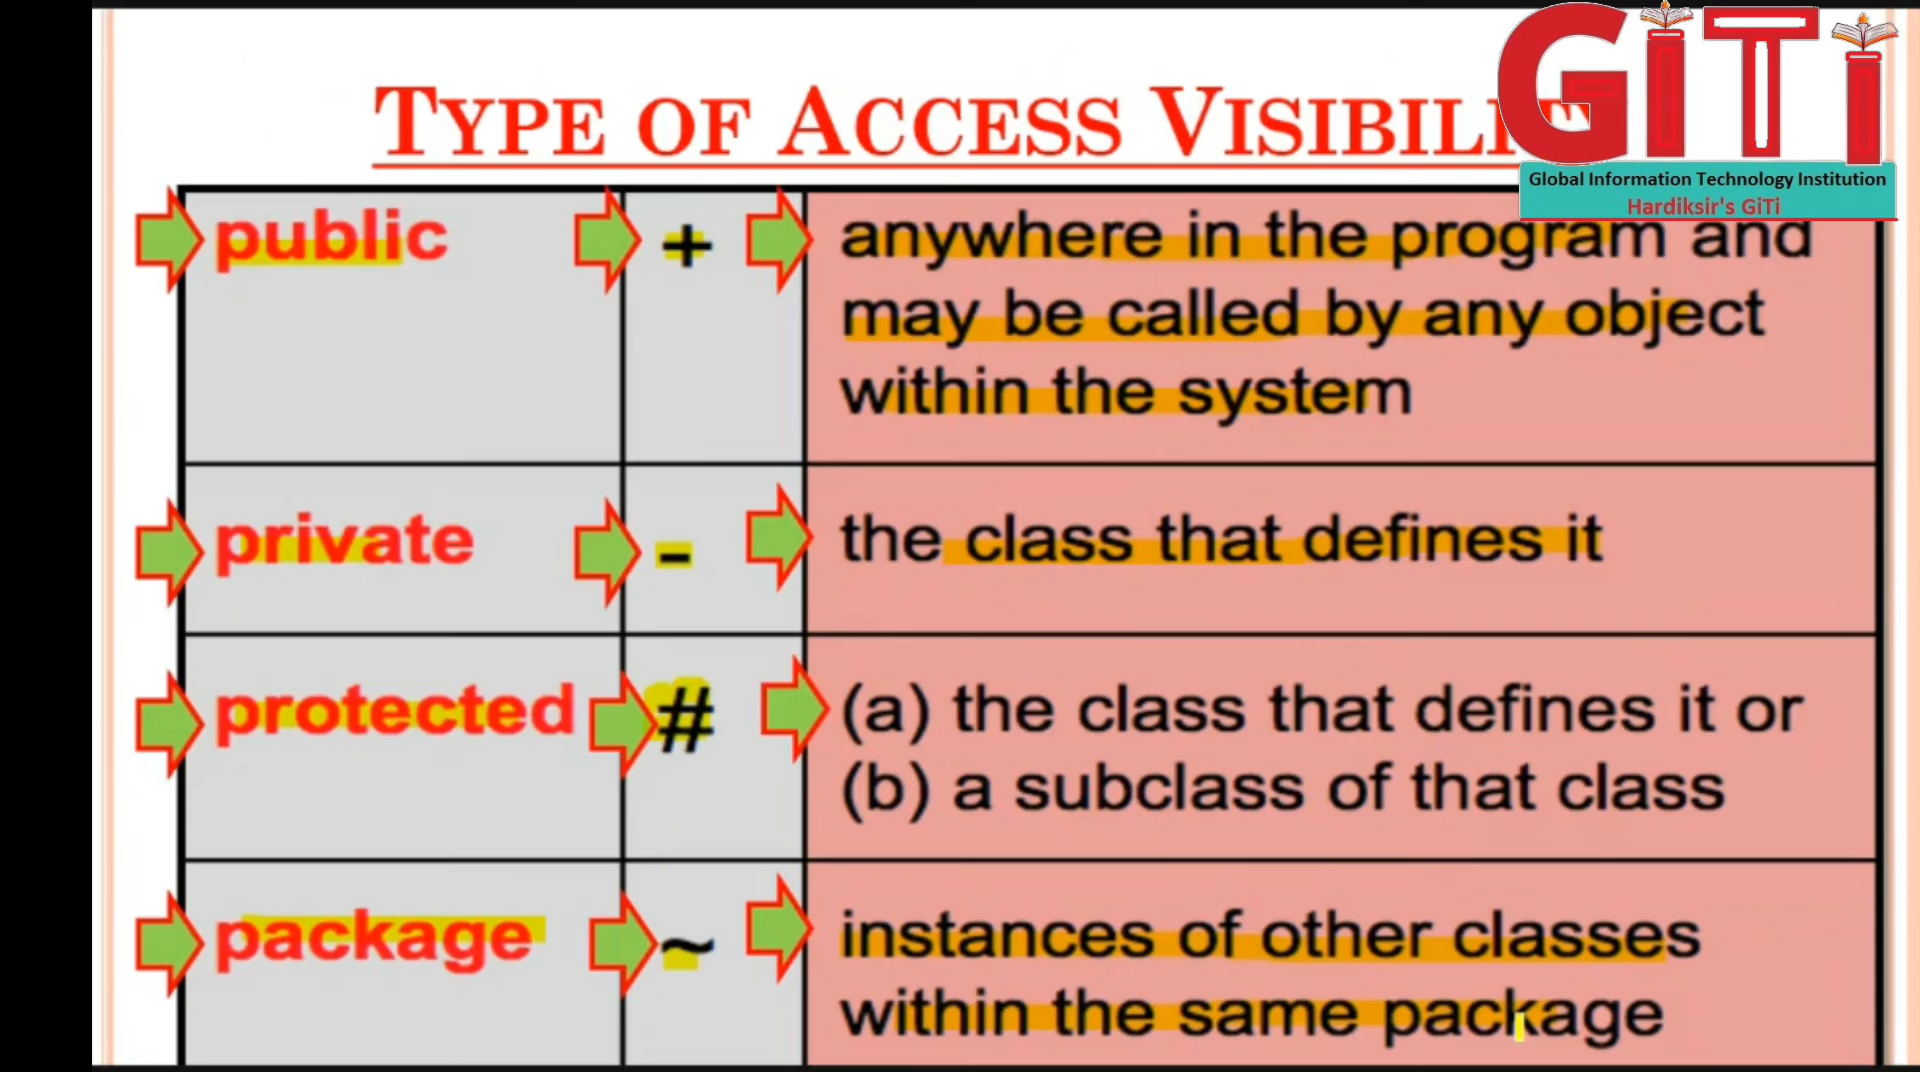 TYPE OF ACCESS
GiTi
Global Information Technology Institution
Hardiksir's GiTi
public + anywhere in the program and
may be called by any object
within the system
private - the class that defines it
protected # (a) the class that defines it or
(b) a subclass of that class
package ~ instances of other classes
within the same package